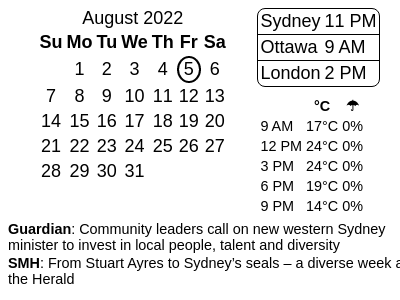 August 2022
Su Mo Tu We Th Fr Sa
1 2 3 4 5 6
7 8 9 10 11 12 13
14 15 16 17 18 19 20
21 22 23 24 25 26 27
28 29 30 31
Sydney 11 PM
Ottawa 9 AM
London 2 PM
°C ☂
9 AM 17°C 0%
12 PM 24°C 0%
3 PM 24°C 0%
6 PM 19°C 0%
9 PM 14°C 0%
Guardian: Community leaders call on new western Sydney
minister to invest in local people, talent and diversity
SMH: From Stuart Ayres to Sydney’s seals – a diverse week a
the Herald